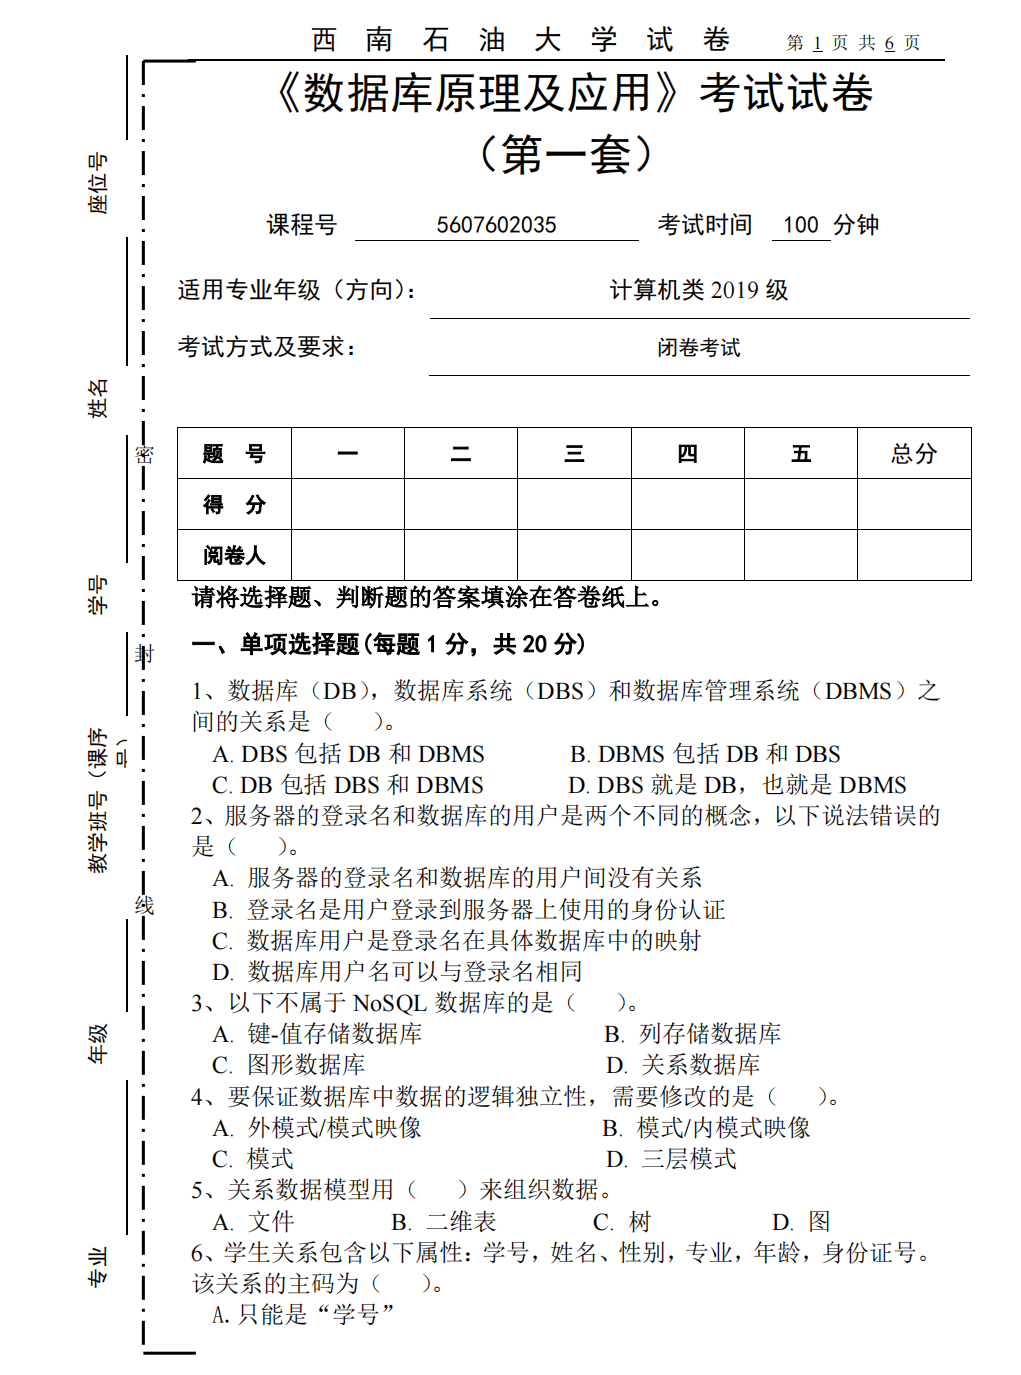 西 南 石 油 大 学 试 卷 第 1 页 共 6 页
《数据库原理及应用》考试试卷
（第一套）
课程号 5607602035 考试时间 100 分钟
适用专业年级（方向）： 计算机类 2019 级
考试方式及要求： 闭卷考试
题 号 一 二 三 四 五 总分
得 分
阅卷人
请将选择题、判断题的答案填涂在答卷纸上。
一、单项选择题(每题 1 分，共 20 分)
1、数据库（DB），数据库系统（DBS）和数据库管理系统（DBMS）之
间的关系是（ ）。
A. DBS 包括 DB 和 DBMS B. DBMS 包括 DB 和 DBS
C. DB 包括 DBS 和 DBMS D. DBS 就是 DB，也就是 DBMS
2、服务器的登录名和数据库的用户是两个不同的概念，以下说法错误的
是（ ）。
A. 服务器的登录名和数据库的用户间没有关系
B. 登录名是用户登录到服务器上使用的身份认证
C. 数据库用户是登录名在具体数据库中的映射
D. 数据库用户名可以与登录名相同
3、以下不属于 NoSQL 数据库的是（ ）。
A. 键-值存储数据库 B. 列存储数据库
C. 图形数据库 D. 关系数据库
4、要保证数据库中数据的逻辑独立性，需要修改的是（ ）。
A. 外模式/模式映像 B. 模式/内模式映像
C. 模式 D. 三层模式
5、关系数据模型用（ ）来组织数据。
A. 文件 B. 二维表 C. 树 D. 图
6、学生关系包含以下属性：学号，姓名、性别，专业，年龄，身份证号。
该关系的主码为（ ）。
A.只能是“学号”
座位号
姓名
学号
教学班号（课序
号）
年级
专业
密
封
线